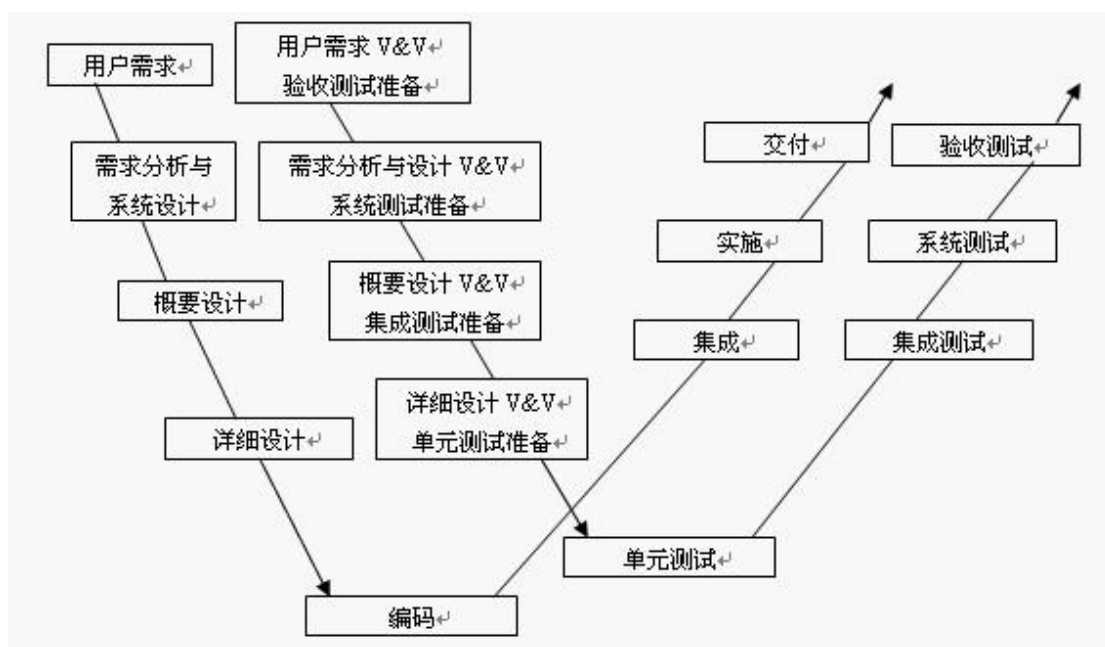 用户需求↵
用户需求 V&V↵
验收测试准备↵
需求分析与
系统设计↵
需求分析与设计 V&V↵
系统测试准备↵
概要设计↵
概要设计 V&V↵
集成测试准备↵
详细设计↵
详细设计 V&V↵
单元测试准备↵
编码↵
单元测试↵
集成↵
集成测试↵
实施↵
系统测试↵
交付↵
验收测试↵